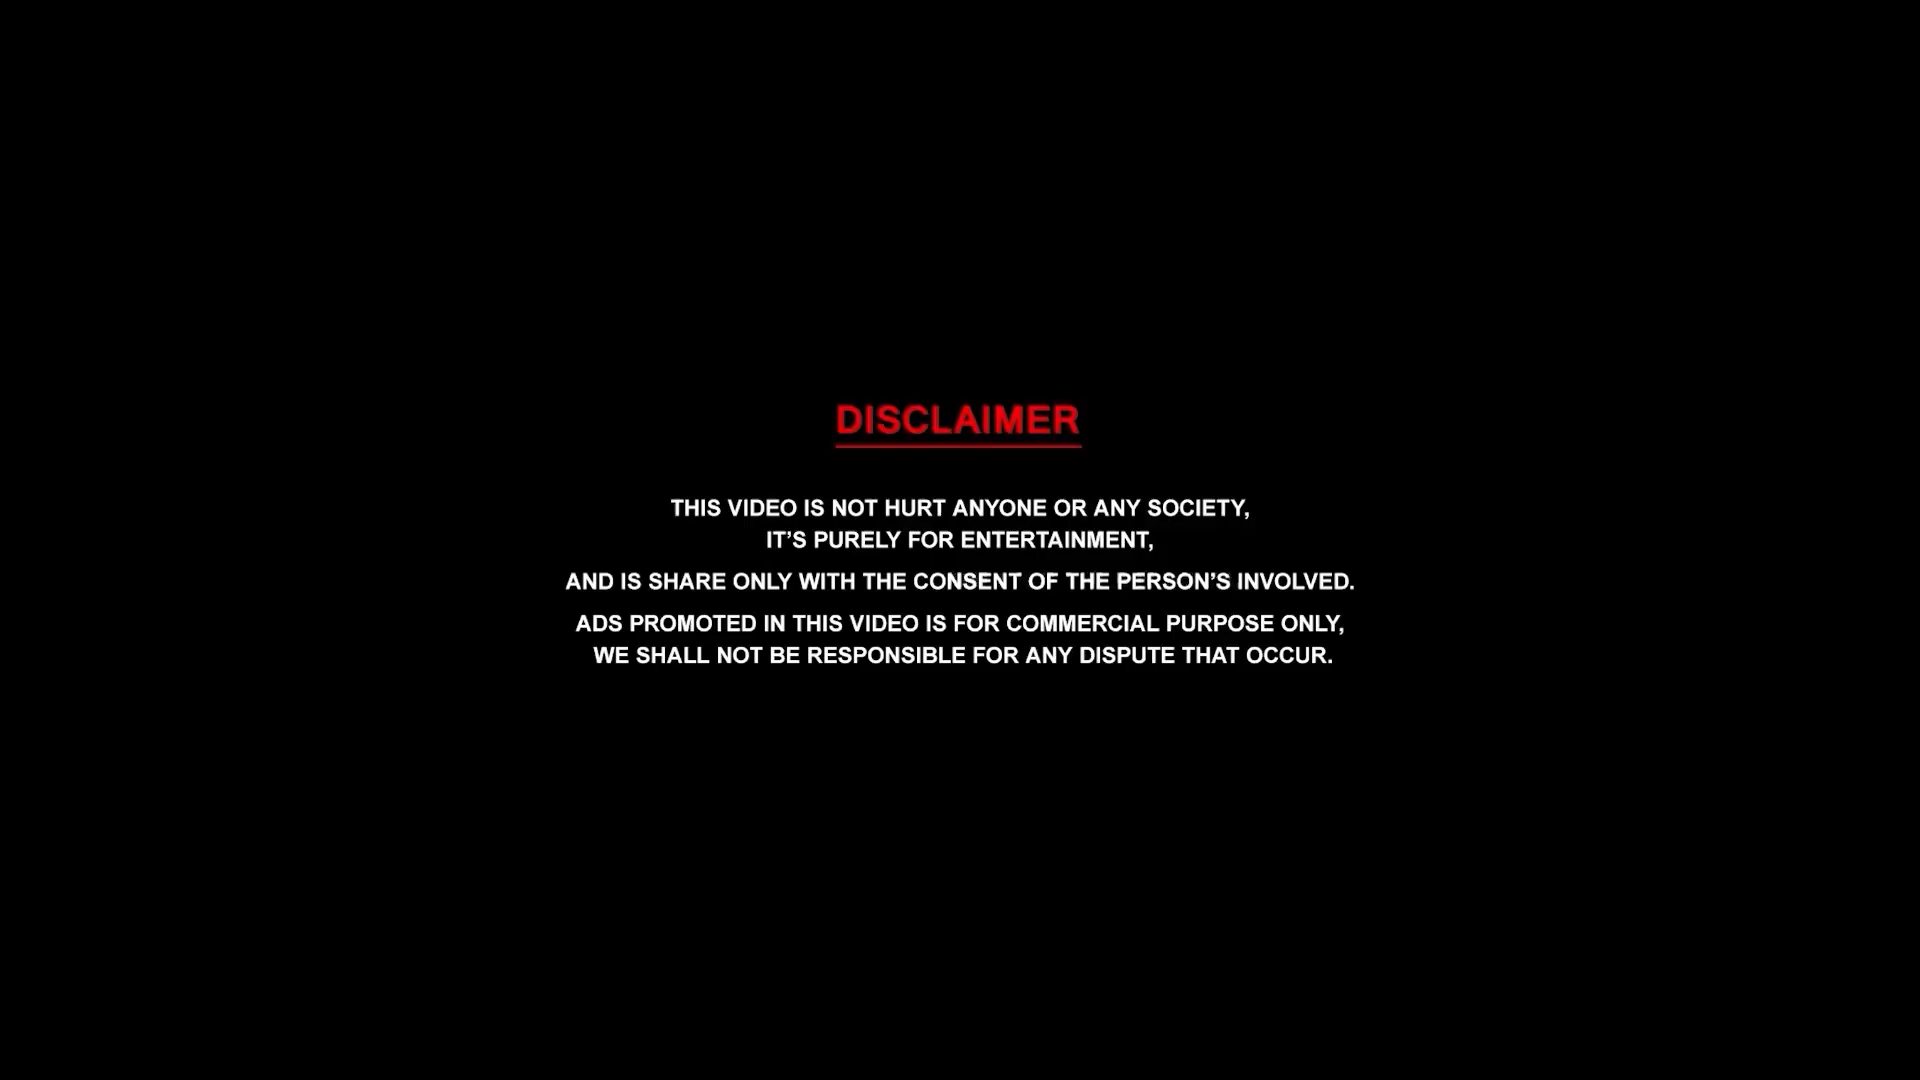 DISCLAIMER
THIS VIDEO IS NOT HURT ANYONE OR ANY SOCIETY,
IT’S PURELY FOR ENTERTAINMENT,
AND IS SHARE ONLY WITH THE CONSENT OF THE PERSON’S INVOLVED.
ADS PROMOTED IN THIS VIDEO IS FOR COMMERCIAL PURPOSE ONLY,
WE SHALL NOT BE RESPONSIBLE FOR ANY DISPUTE THAT OCCUR.